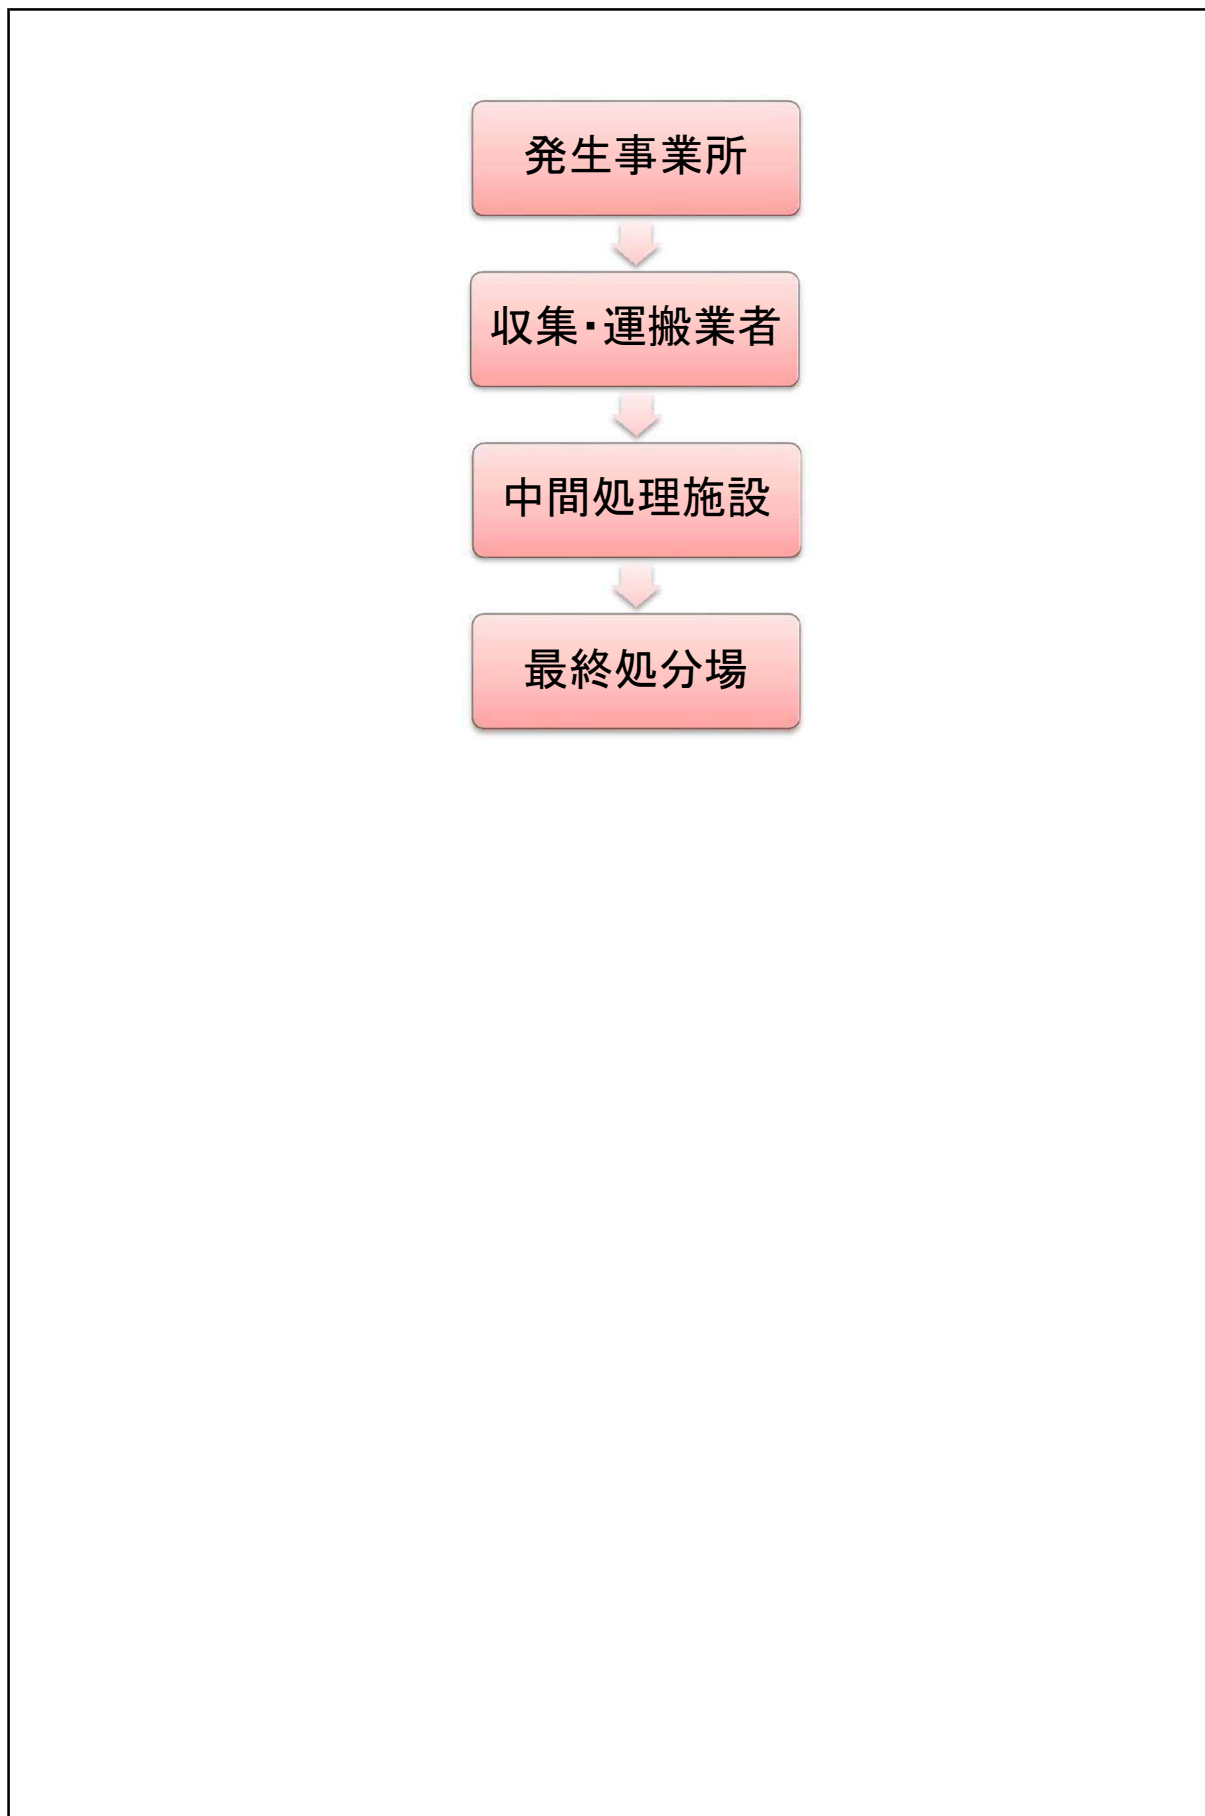 発生事業所
収集・運搬業者
中間処理施設
最終処分場